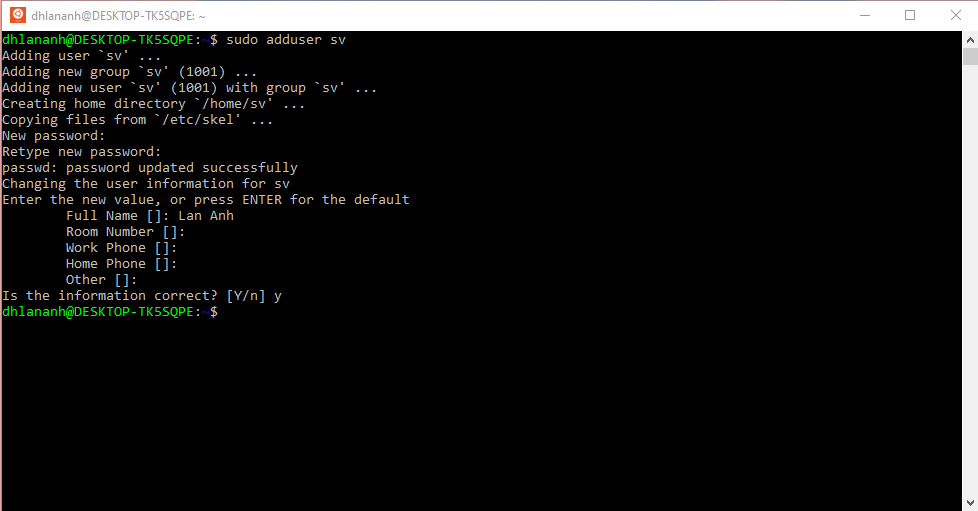 dhlananh@DESKTOP-TK5SQPE: ~
dhlananh@DESKTOP-TK5SQPE:~$ sudo adduser sv
Adding user `sv' ...
Adding new group `sv' (1001) ...
Adding new user `sv' (1001) with group `sv' ...
Creating home directory `/home/sv' ...
Copying files from `/etc/skel' ...
New password:
Retype new password:
passwd: password updated successfully
Changing the user information for sv
Enter the new value, or press ENTER for the default
        Full Name []: Lan Anh
        Room Number []:
        Work Phone []:
        Home Phone []:
        Other []:
Is the information correct? [Y/n] y
dhlananh@DESKTOP-TK5SQPE:~$